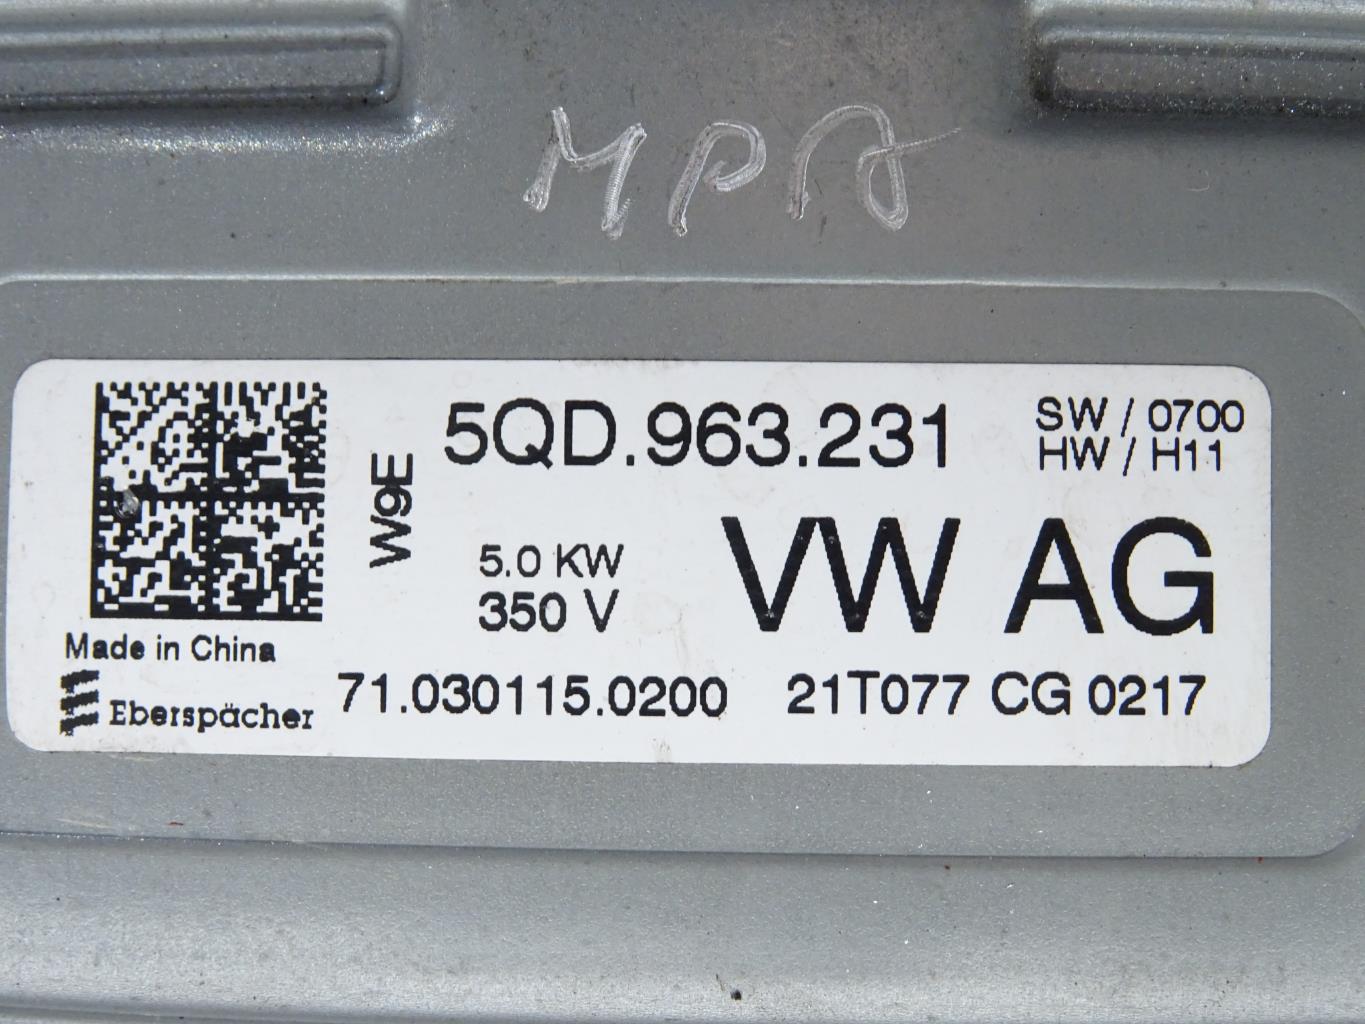 5QD.963.231
SW / 0700
HW / H11
W9E
5.0 KW
350 V
VW AG
Made in China
Eberspächer
71.030115.0200
21T077 CG 0217